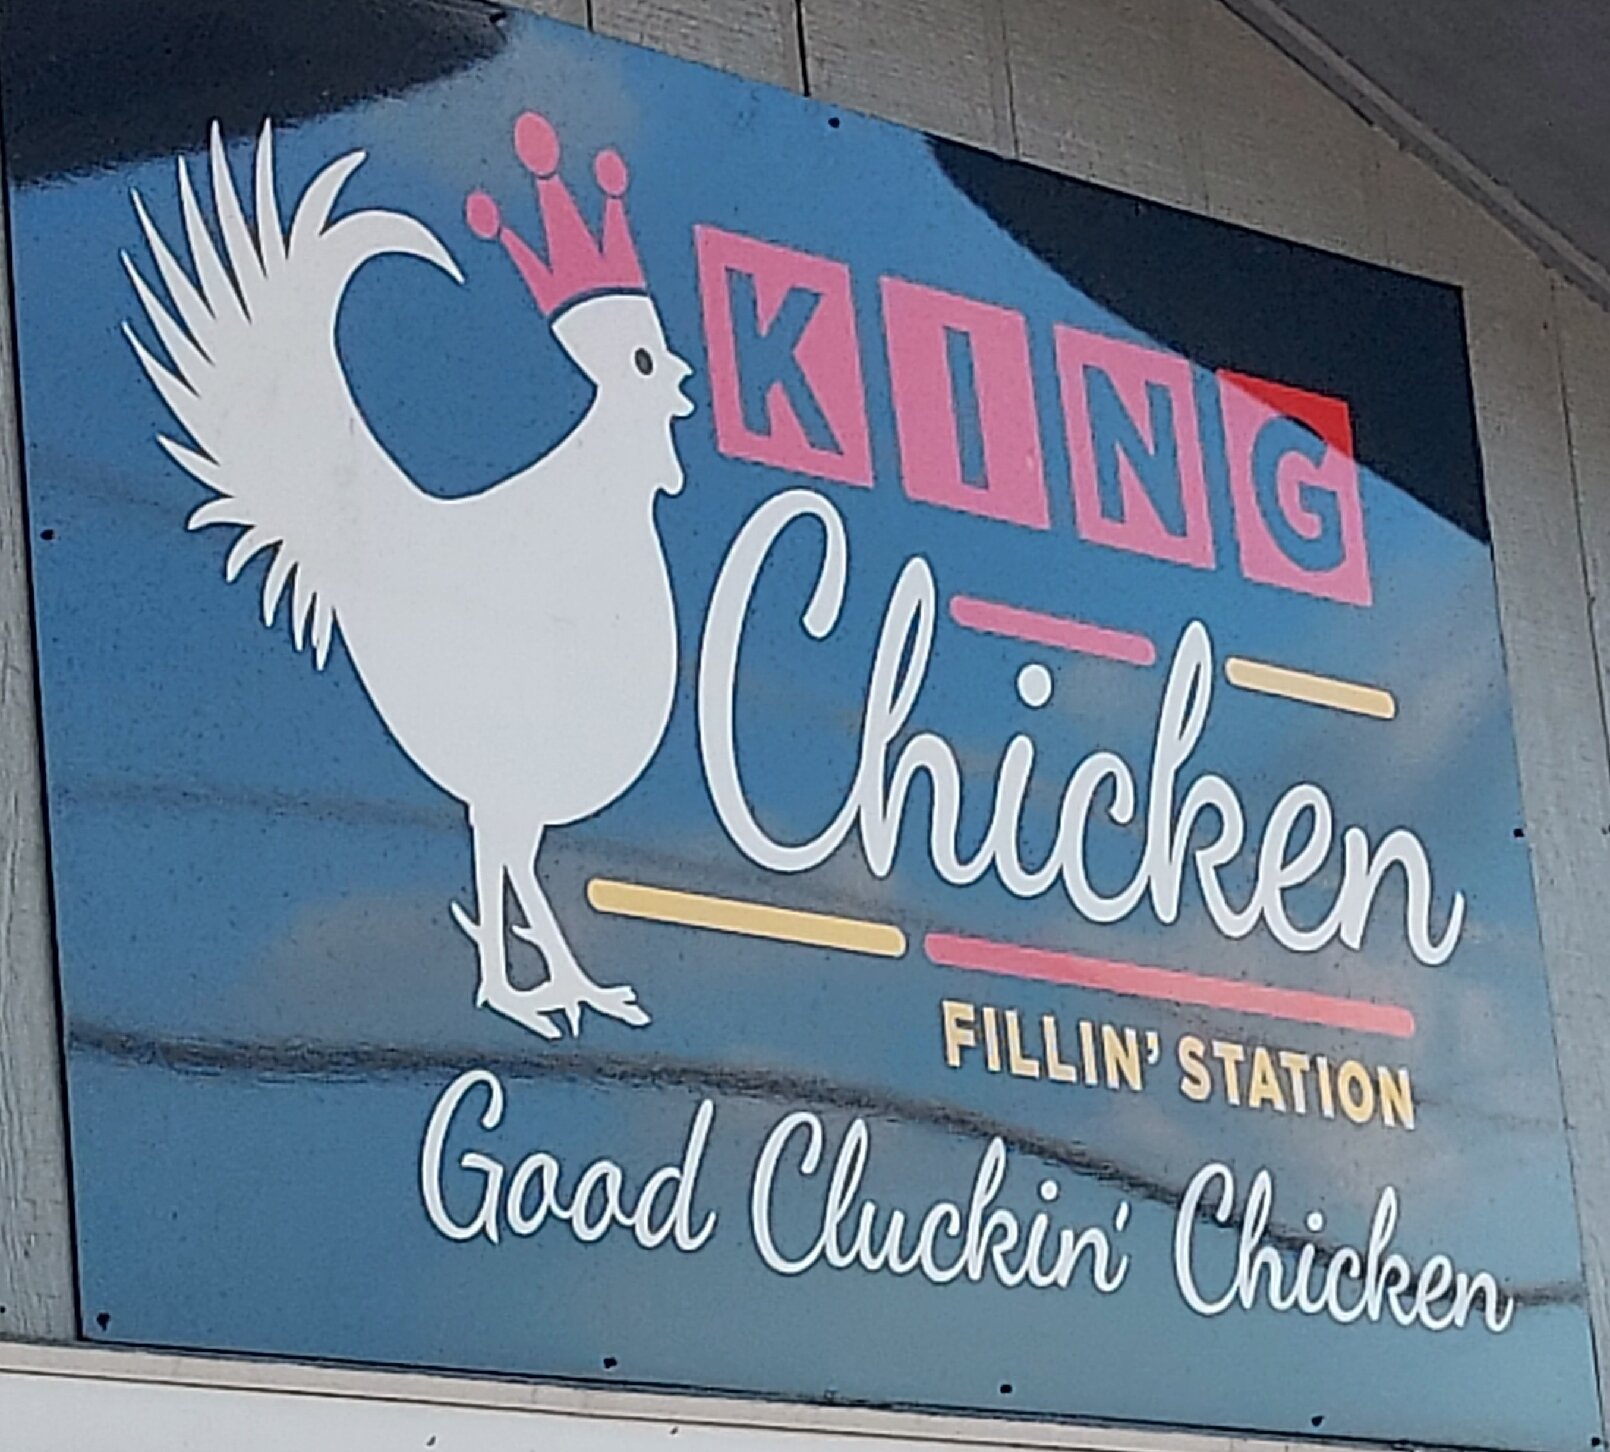 KING
Chicken
FILLIN' STATION
Good Cluckin' Chicken